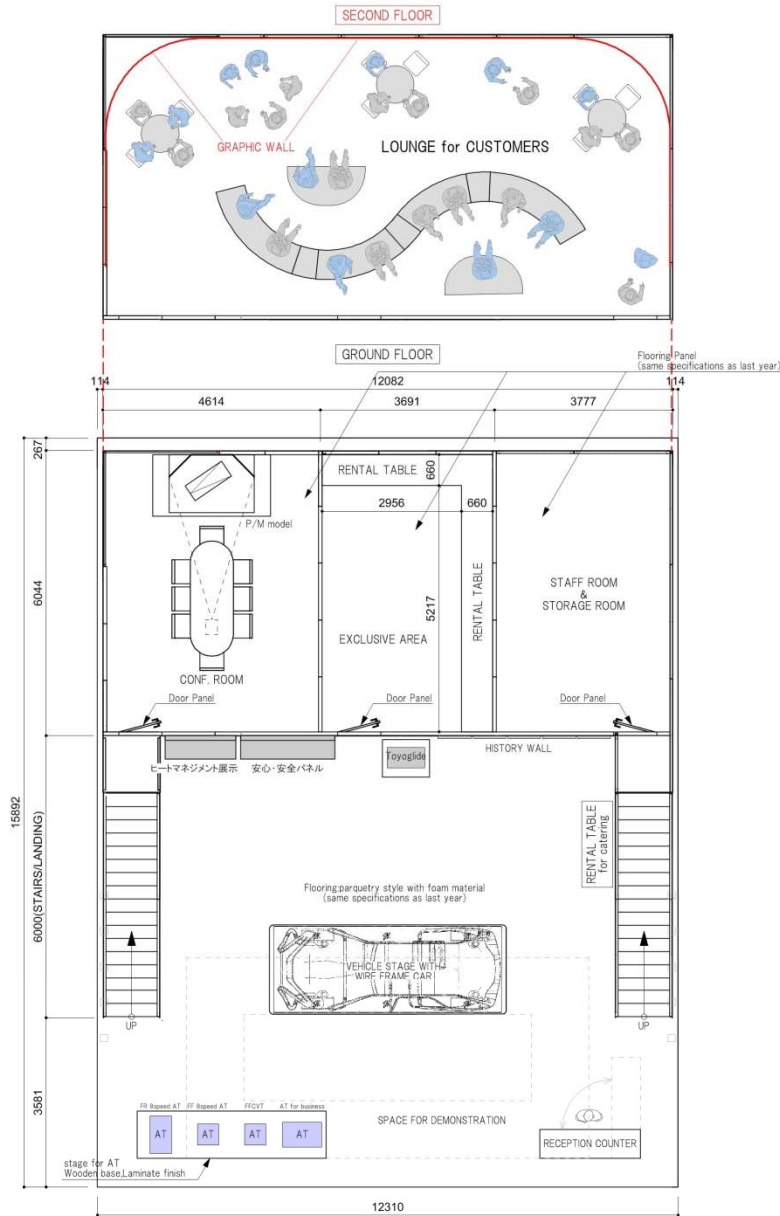 SECOND FLOOR
GRAPHIC WALL
LOUNGE for CUSTOMERS
GROUND FLOOR
Flooring Panel
(same specifications as last year)
114
12082
114
4614
3691
3777
267
RENTAL TABLE
660
2956
660
P/M model
6044
5217
RENTAL TABLE
STAFF ROOM
&
STORAGE ROOM
EXCLUSIVE AREA
CONF. ROOM
Door Panel
Door Panel
Door Panel
ヒートマネジメント展示
安心・安全パネル
Toyoglide
HISTORY WALL
15892
6000(STAIRS/LANDING)
RENTAL TABLE
for catering
Flooring:parquetry style with foam material
(same specifications as last year)
VEHICLE STAGE WITH
WIRE FRAME CAR
UP
UP
3581
FR 8speed AT
FF 8speed AT
FFCVT
AT for business
AT
AT
AT
AT
SPACE FOR DEMONSTRATION
RECEPTION COUNTER
stage for AT
Wooden base,Laminate finish
12310